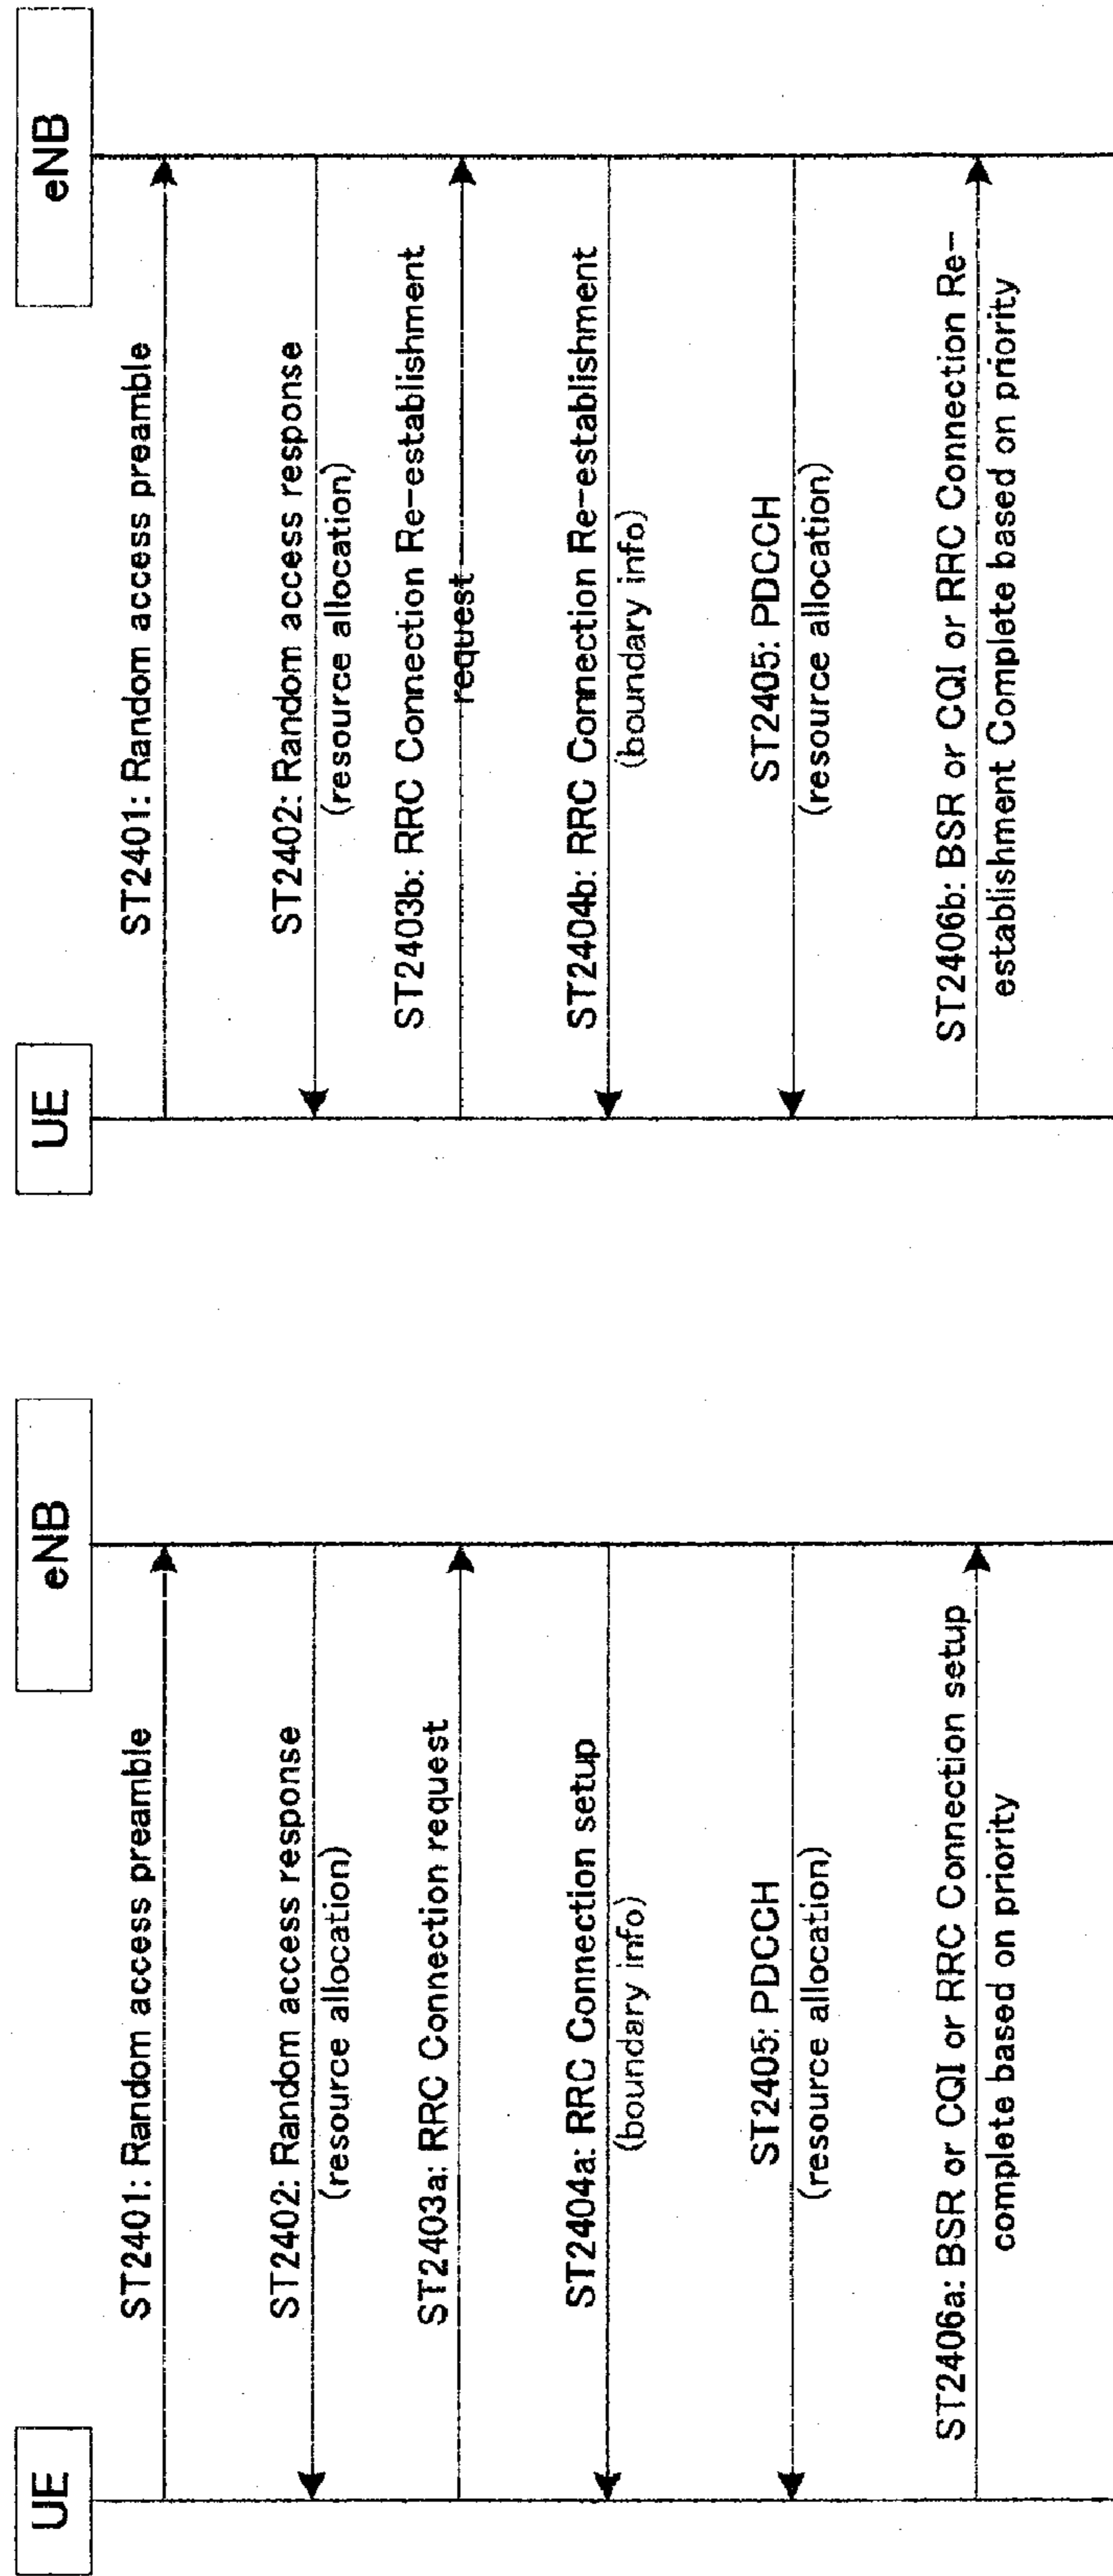 UE
eNB
ST2401: Random access preamble
ST2402: Random access response
(resource allocation)
ST2403a: RRC Connection request
ST2404a: RRC Connection setup
(boundary info)
ST2405: PDCCH
(resource allocation)
ST2406a: BSR or CQI or RRC Connection setup
complete based on priority
UE
eNB
ST2401: Random access preamble
ST2402: Random access response
(resource allocation)
ST2403b: RRC Connection Re-establishment
request
ST2404b: RRC Connection Re-establishment
(boundary info)
ST2405: PDCCH
(resource allocation)
ST2406b: BSR or CQI or RRC Connection Re-
establishment Complete based on priority